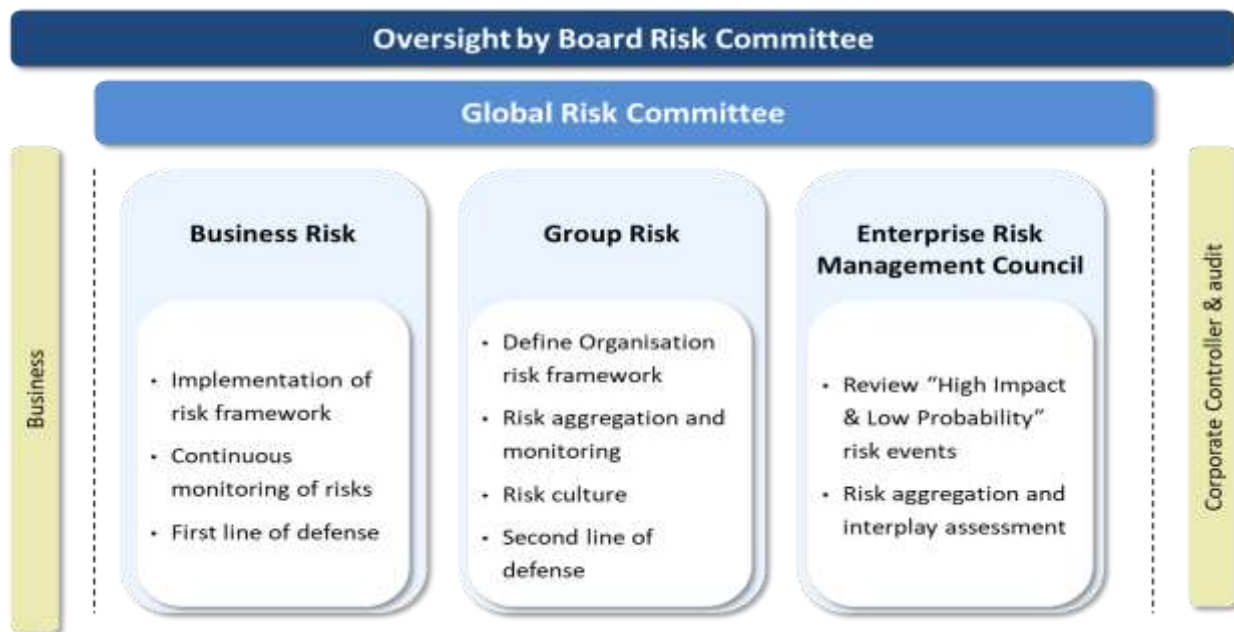 Oversight by Board Risk Committee
Global Risk Committee
Business
Business Risk
• Implementation of
risk framework
• Continuous
monitoring of risks
• First line of defense
Group Risk
• Define Organisation
risk framework
• Risk aggregation and
monitoring
• Risk culture
• Second line of
defense
Enterprise Risk
Management Council
• Review “High Impact
& Low Probability”
risk events
• Risk aggregation and
interplay assessment
Corporate Controller & audit